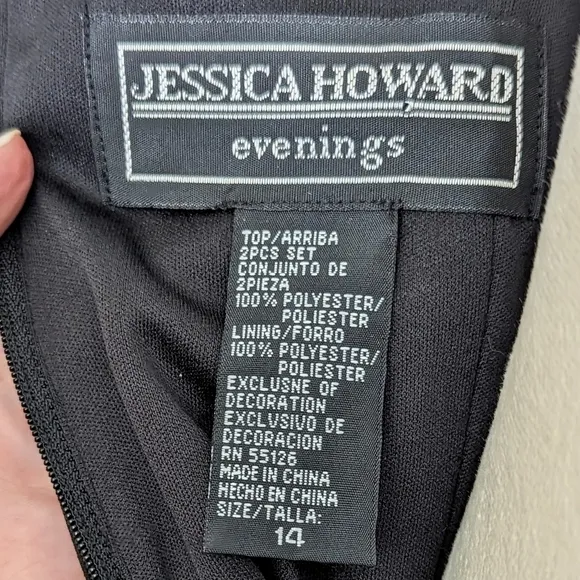 JESSICA HOWARD
evenings
TOP/ARRIBA
2PCS SET
CONJUNTO DE
2PIEZA
100% POLYESTER/
POLIESTER
LINING/FORRO
100% POLYESTER/
POLIESTER
EXCLUSNE OF
DECORATION
EXCLUSIVO DE
DECORACION
RN 55126
MADE IN CHINA
HECHO EN CHINA
SIZE/TALLA:
14